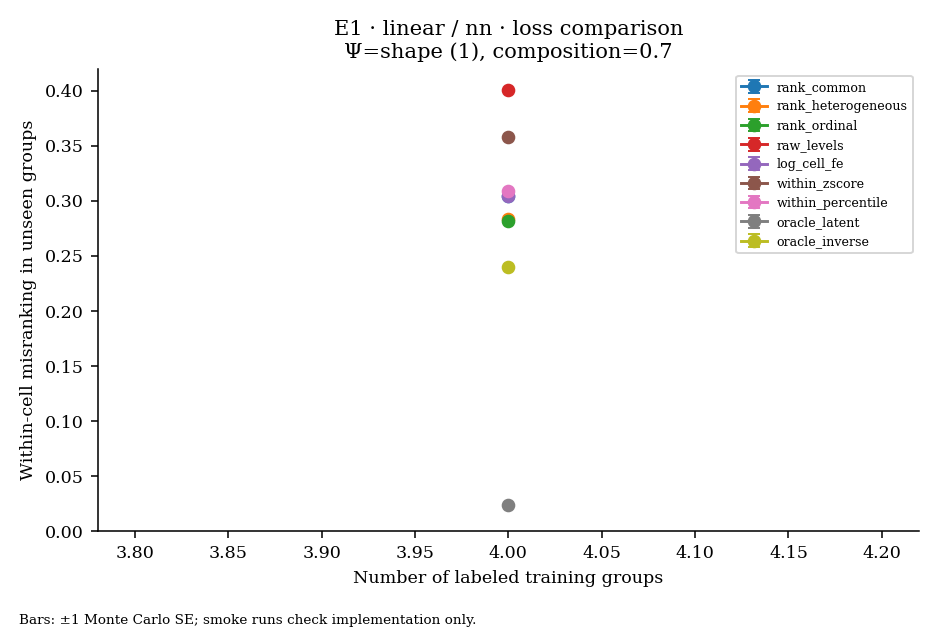 E1 · linear / nn · loss comparison
Ψ=shape (1), composition=0.7
Within-cell misranking in unseen groups
0.40
0.35
0.30
0.25
0.20
0.15
0.10
0.05
0.00
rank_common
rank_heterogeneous
rank_ordinal
raw_levels
log_cell_fe
within_zscore
within_percentile
oracle_latent
oracle_inverse
3.80 3.85 3.90 3.95 4.00 4.05 4.10 4.15 4.20
Number of labeled training groups
Bars: ±1 Monte Carlo SE; smoke runs check implementation only.